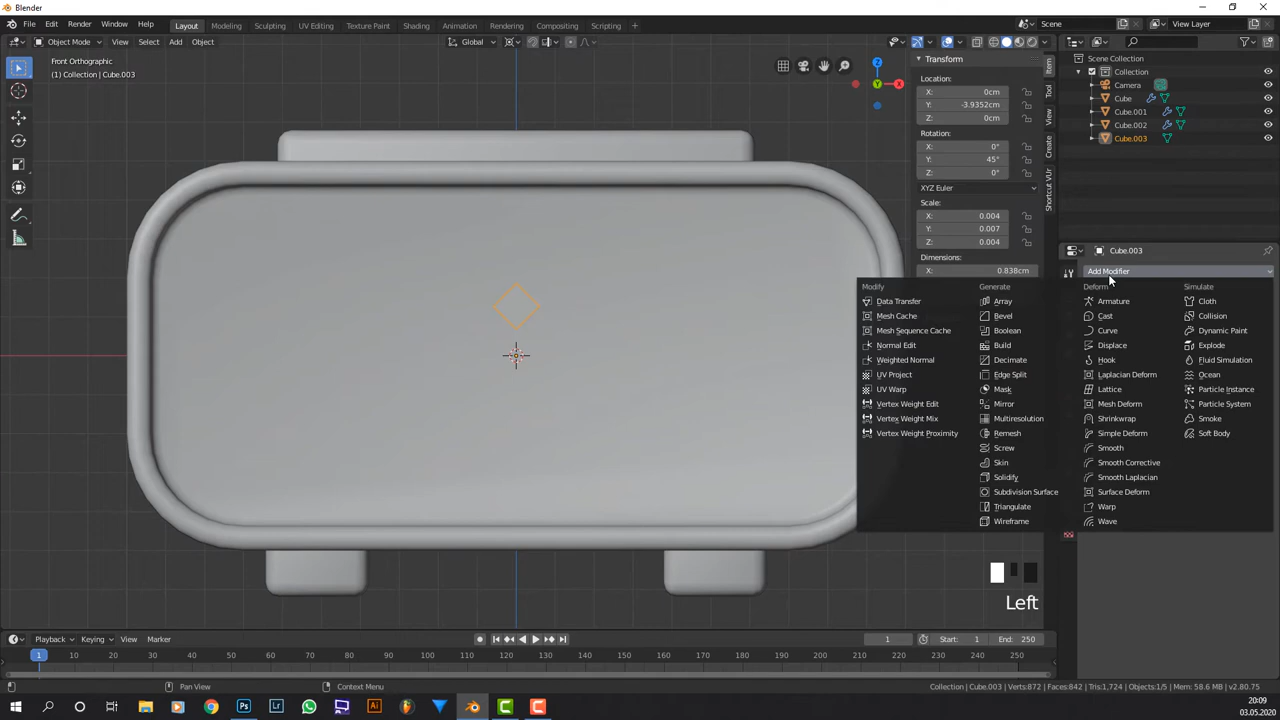 Blender
File Edit Render Window Help Layout Modeling Sculpting UV Editing Texture Paint Shading Animation Rendering Compositing Scripting + Scene View Layer
Object Mode View Select Add Object Global
Front Orthographic
(1) Collection | Cube.003
Transform
Location:
X: 0cm
Y: -3.9352cm
Z: 0cm
Rotation:
X: 0°
Y: 45°
Z: 0°
XYZ Euler
Scale:
X: 0.004
Y: 0.007
Z: 0.004
Dimensions:
X: 0.838cm
Item
Tool
View
Create
Shortcut VUr
Z
Y
X
Scene Collection
Collection
Camera
Cube
Cube.001
Cube.002
Cube.003
Cube.003
Add Modifier
Modify
Data Transfer
Mesh Cache
Mesh Sequence Cache
Normal Edit
Weighted Normal
UV Project
UV Warp
Vertex Weight Edit
Vertex Weight Mix
Vertex Weight Proximity
Generate
Array
Bevel
Boolean
Build
Decimate
Edge Split
Mask
Mirror
Multiresolution
Remesh
Screw
Skin
Solidify
Subdivision Surface
Triangulate
Wireframe
Deform
Armature
Cast
Curve
Displace
Hook
Laplacian Deform
Lattice
Mesh Deform
Shrinkwrap
Simple Deform
Smooth
Smooth Corrective
Smooth Laplacian
Surface Deform
Warp
Wave
Simulate
Cloth
Collision
Dynamic Paint
Explode
Fluid Simulation
Ocean
Particle Instance
Particle System
Smoke
Soft Body
Left
Playback Keying View Marker 1 Start: 1 End: 250
1 10 20 30 40 50 60 70 80 90 100 110 120 130 140 150 160 170 180 190 200 210 220 230 240 250
Pan View Context Menu Collection | Cube.003 | Verts:872 | Faces:842 | Tris:1,724 | Objects:1/5 | Mem: 58.6 MB | v2.80.75
Ps Lrc Ai
20:09
03.05.2020